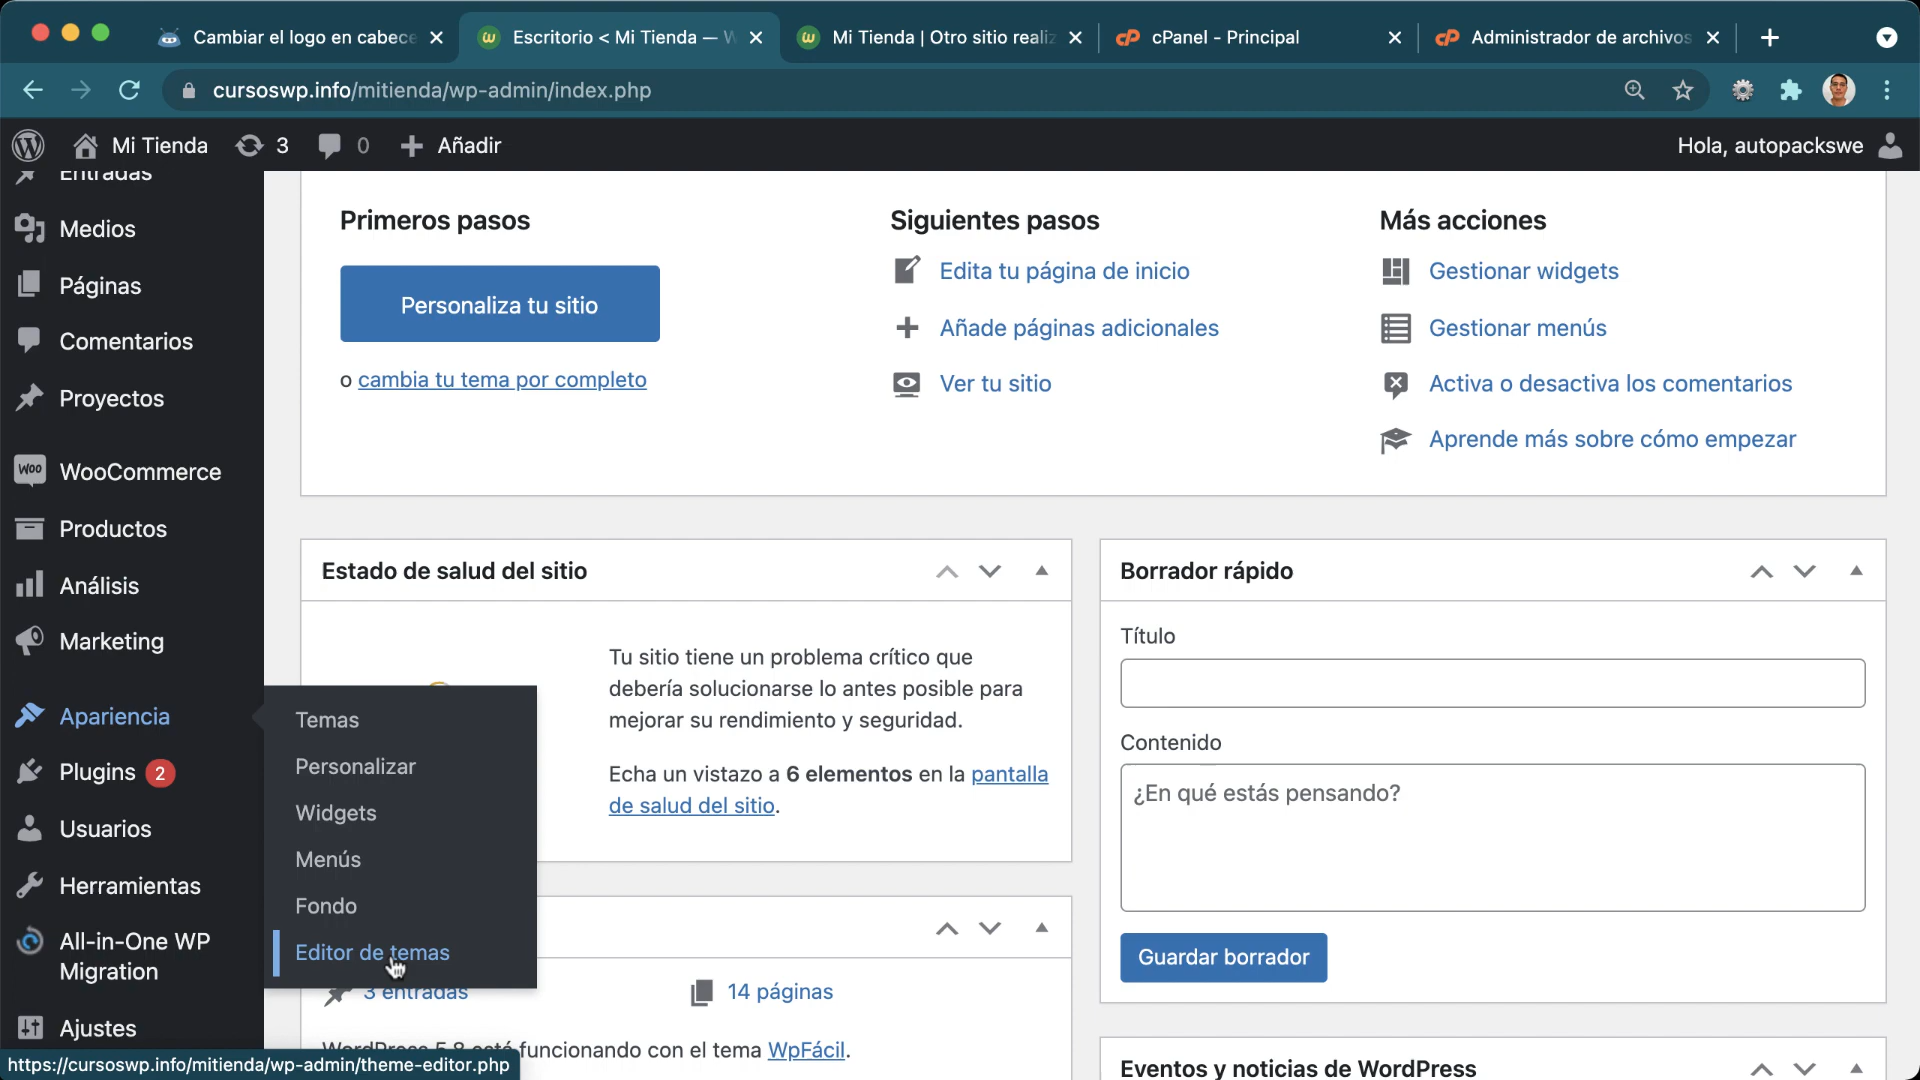 Cambiar el logo en cabece
Escritorio < Mi Tienda — W
Mi Tienda | Otro sitio realiz
cPanel - Principal
Administrador de archivos
cursoswp.info/mitienda/wp-admin/index.php
Mi Tienda
3
0
Añadir
Hola, autopackswe
Entradas
Medios
Páginas
Comentarios
Proyectos
WooCommerce
Productos
Análisis
Marketing
Apariencia
Plugins 2
Usuarios
Herramientas
All-in-One WP
Migration
Ajustes
Temas
Personalizar
Widgets
Menús
Fondo
Editor de temas
Primeros pasos
Personaliza tu sitio
o cambia tu tema por completo
Siguientes pasos
Edita tu página de inicio
Añade páginas adicionales
Ver tu sitio
Más acciones
Gestionar widgets
Gestionar menús
Activa o desactiva los comentarios
Aprende más sobre cómo empezar
Estado de salud del sitio
Tu sitio tiene un problema crítico que
debería solucionarse lo antes posible para
mejorar su rendimiento y seguridad.
Echa un vistazo a 6 elementos en la pantalla
de salud del sitio.
3 entradas
14 páginas
WordPress 5.8 está funcionando con el tema WpFácil.
Borrador rápido
Título
Contenido
¿En qué estás pensando?
Guardar borrador
Eventos y noticias de WordPress
https://cursoswp.info/mitienda/wp-admin/theme-editor.php